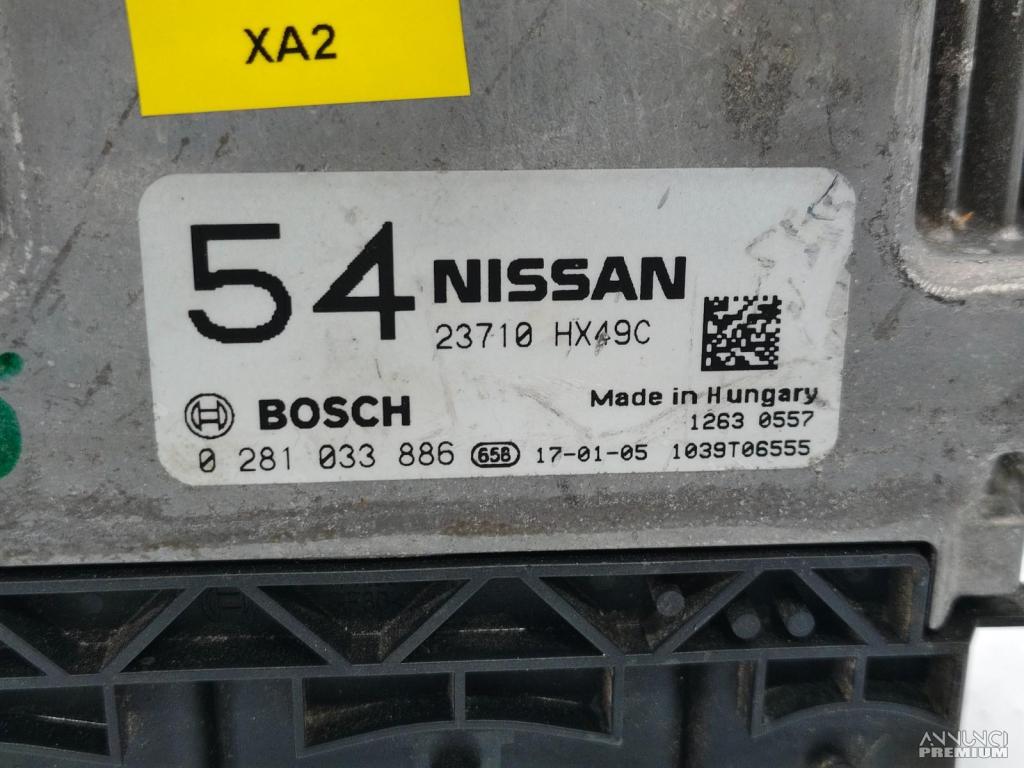 XA2
54 NISSAN
23710 HX49C
Made in Hungary
BOSCH
1263 0557
0 281 033 886 65B 17-01-05 1039T06555
ANNUNCI
PREMIUM